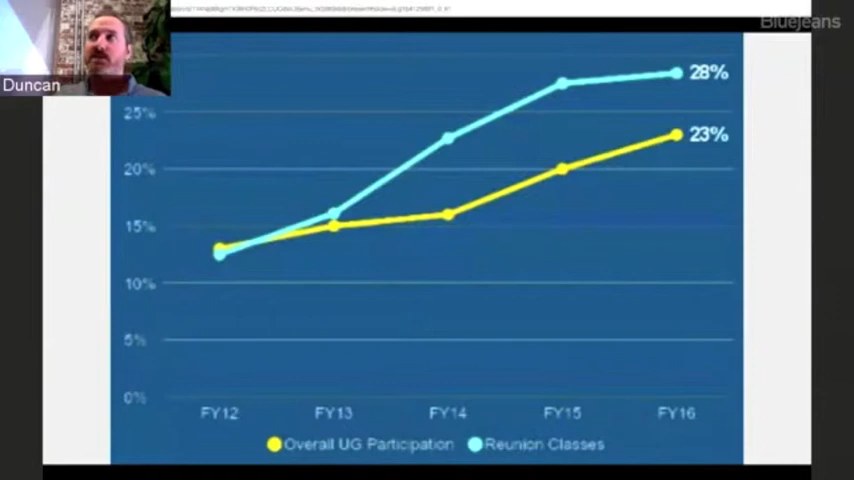 Bluejeans
Duncan
28%
25%
23%
20%
15%
10%
5%
0%
FY12 FY13 FY14 FY15 FY16
Overall UG Participation Reunion Classes